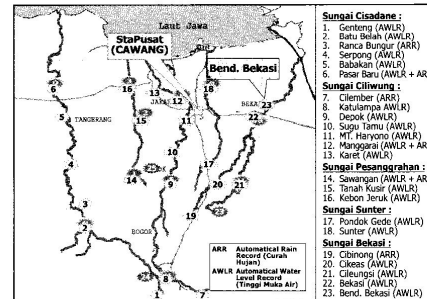 Laut Jawa
StaPusat
(CAWANG)
Bend. Bekasi
TANGERANG
BOGOR
ARR Automatical Rain
Record (Curah
Hujan)
AWLR Automatical Water
Level Record
(Tinggi Muka Air)
Sungai Cisadane :
1. Genteng (AWLR)
2. Batu Belah (AWLR)
3. Ranca Bungur (ARR)
4. Serpong (AWLR)
5. Babakan (AWLR)
6. Pasar Baru (AWLR + AR
Sungai Ciliwung :
7. Cilember (ARR)
8. Katulampa (AWLR)
9. Depok (AWLR)
10. Sugu Tamu (AWLR)
11. MT. Haryono (AWLR)
12. Manggarai (AWLR + AR
13. Karet (AWLR)
Sungai Pesanggrahan :
14. Sawangan (AWLR + AR
15. Tanah Kusir (AWLR)
16. Kebon Jeruk (AWLR)
Sungai Sunter :
17. Pondok Gede (AWLR)
18. Sunter (AWLR)
Sungai Bekasi :
19. Cibinong (ARR)
20. Cikeas (AWLR)
21. Cileungsi (AWLR)
22. Bekasi (AWLR)
23. Bend. Bekasi (AWLR)